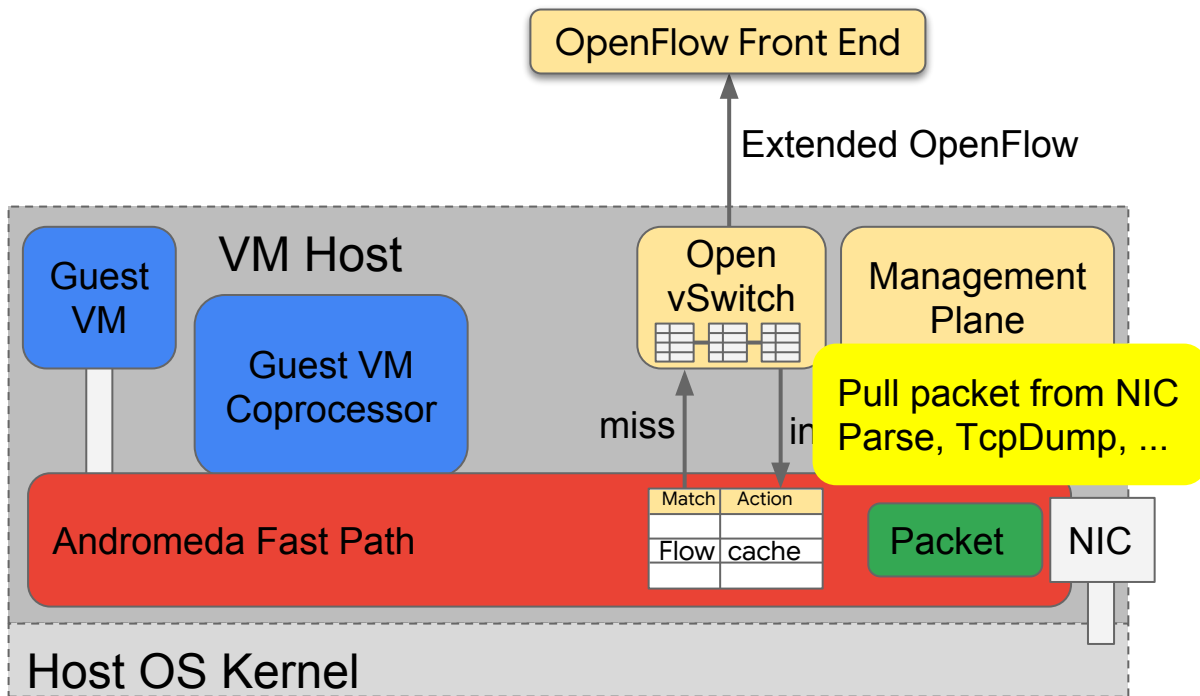 OpenFlow Front End
Extended OpenFlow
VM Host
Guest
VM
Guest VM
Coprocessor
Open
vSwitch
Management
Plane
miss
Pull packet from NIC
Parse, TcpDump, ...
Match Action
Flow cache
Andromeda Fast Path
Packet
NIC
Host OS Kernel